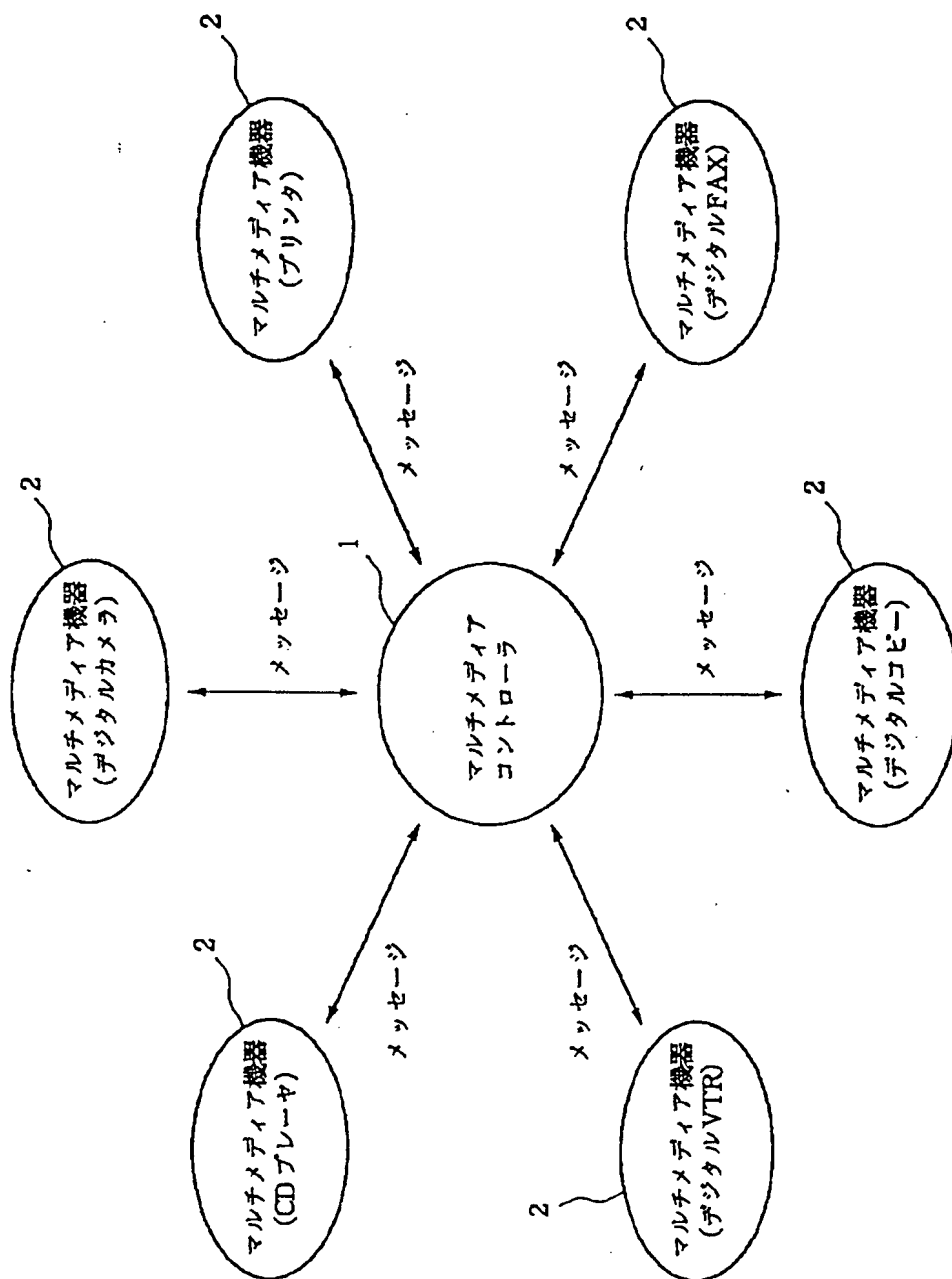 2
マルチメディア機器
(デジタルカメラ)
2
マルチメディア機器
(CDプレーヤ)
2
マルチメディア機器
(プリンタ)
メッセージ
メッセージ
メッセージ
1
マルチメディア
コントローラ
メッセージ
メッセージ
メッセージ
2
マルチメディア機器
(デジタルVTR)
2
マルチメディア機器
(デジタルFAX)
2
マルチメディア機器
(デジタルコピー)